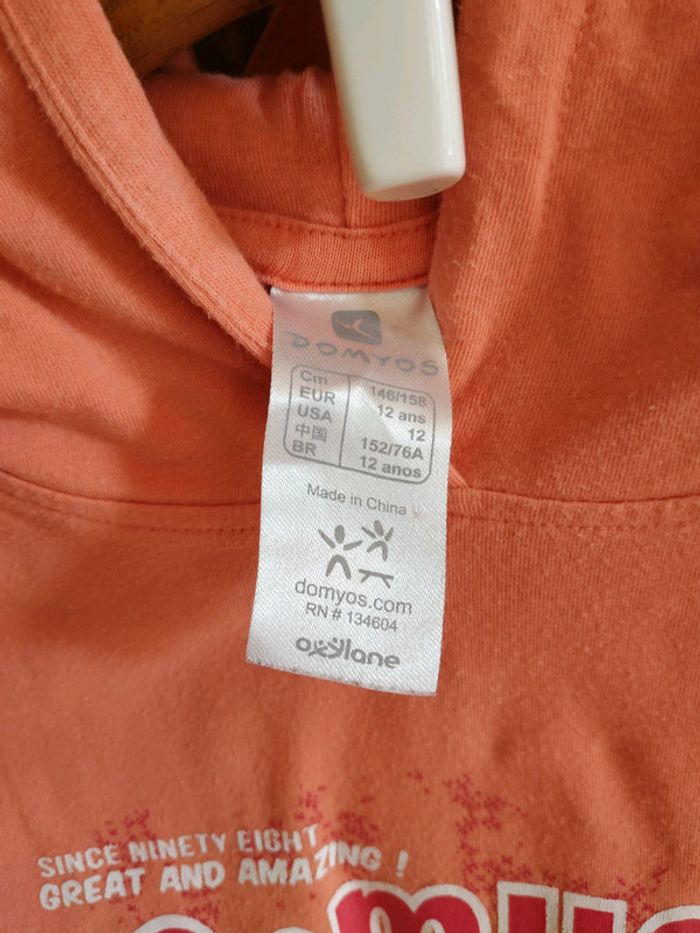 DOMYOS
Cm 146/158
EUR 12 ans
USA 12
中国 152/76A
BR 12 anos
Made in China
domyos.com
RN # 134604
oxylane
SINCE NINETY EIGHT
GREAT AND AMAZING !